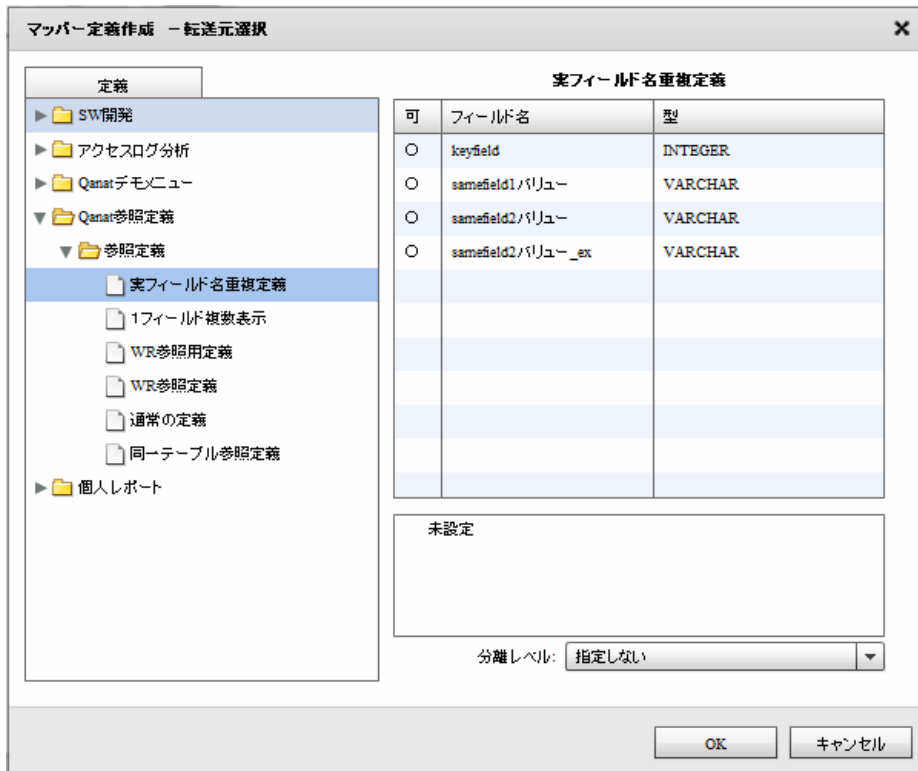 マッパー定義作成 －転送元選択
定義
SW開発
アクセスログ分析
Qanatデモメニュー
Qanat参照定義
参照定義
実フィールド名重複定義
1フィールド複数表示
WR参照用定義
WR参照定義
通常の定義
同一テーブル参照定義
個人レポート
実フィールド名重複定義
可 フィールド名 型
○ keyfield INTEGER
○ samefield1バリュー VARCHAR
○ samefield2バリュー VARCHAR
○ samefield2バリュー_ex VARCHAR
未設定
分離レベル: 指定しない
OK キャンセル